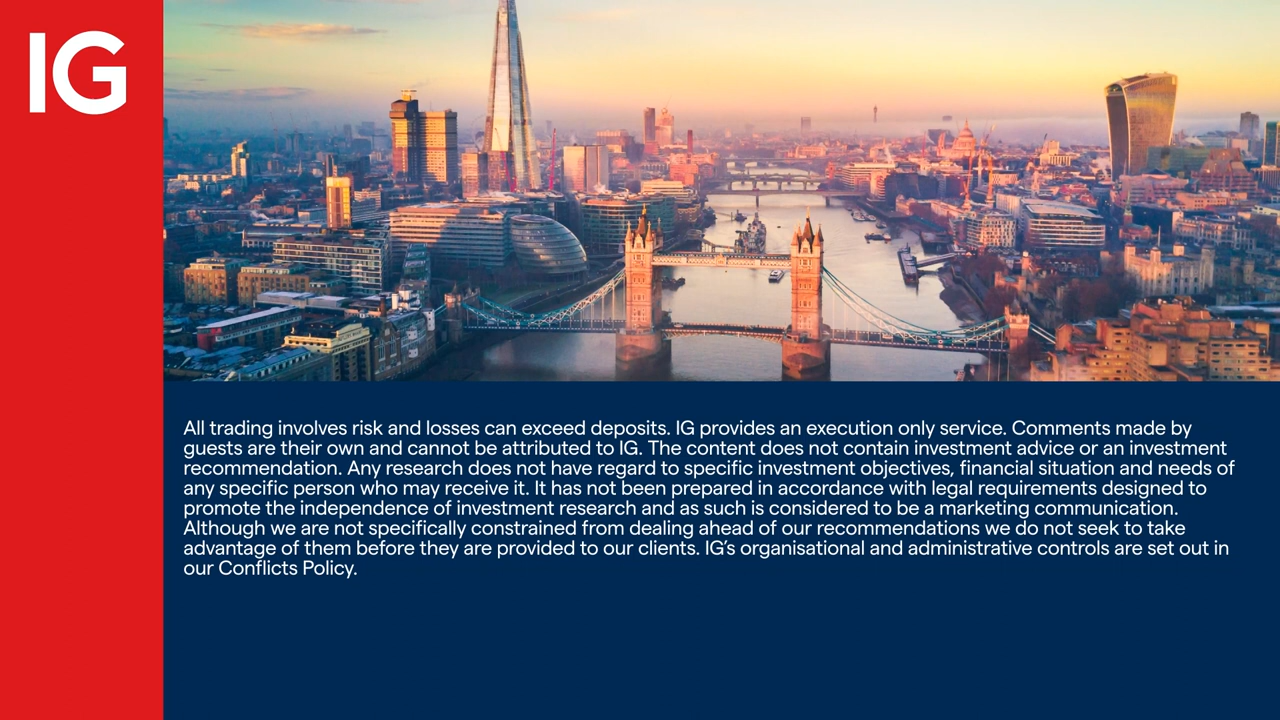 IG
All trading involves risk and losses can exceed deposits. IG provides an execution only service. Comments made by
guests are their own and cannot be attributed to IG. The content does not contain investment advice or an investment
recommendation. Any research does not have regard to specific investment objectives, financial situation and needs of
any specific person who may receive it. It has not been prepared in accordance with legal requirements designed to
promote the independence of investment research and as such is considered to be a marketing communication.
Although we are not specifically constrained from dealing ahead of our recommendations we do not seek to take
advantage of them before they are provided to our clients. IG’s organisational and administrative controls are set out in
our Conflicts Policy.